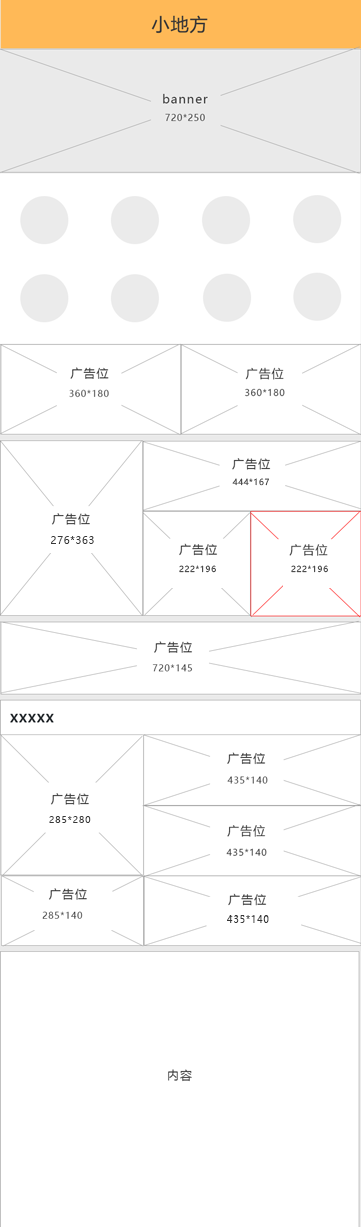 小地方
banner
720*250
广告位
360*180
广告位
360*180
广告位
276*363
广告位
444*167
广告位
222*196
广告位
222*196
广告位
720*145
XXXXX
广告位
285*280
广告位
435*140
广告位
435*140
广告位
285*140
广告位
435*140
内容